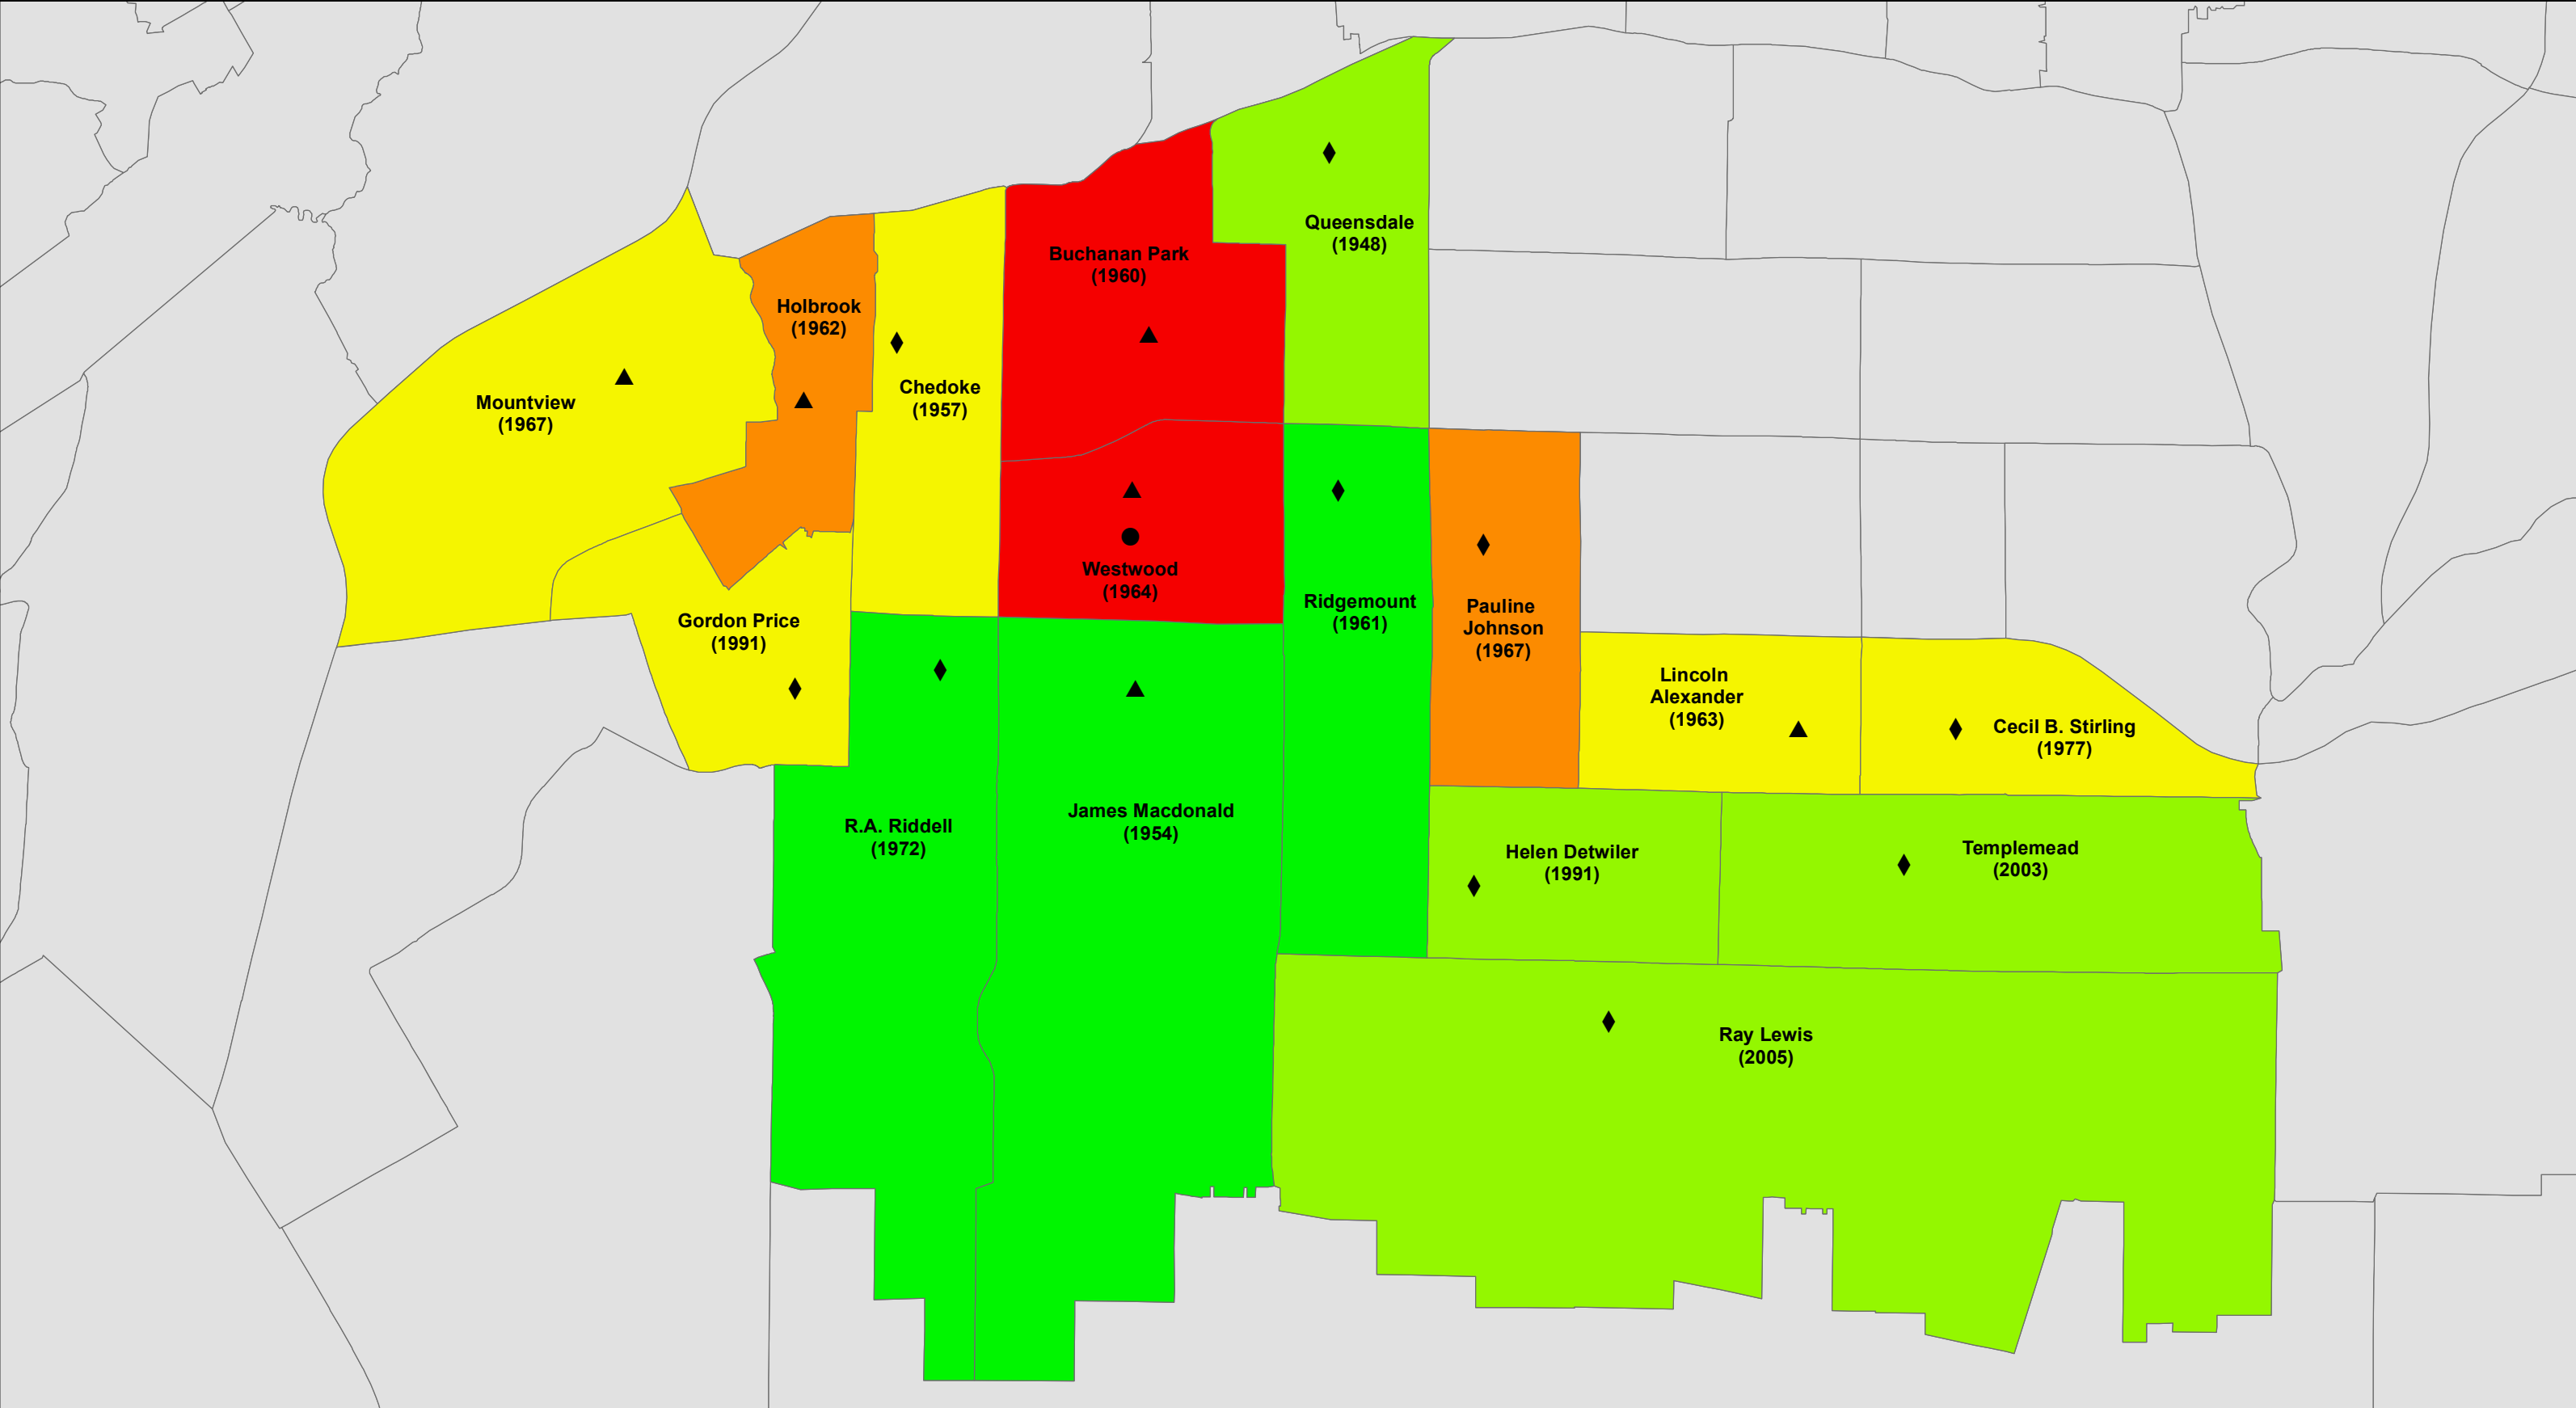 Queensdale
(1948)
Buchanan Park
(1960)
Holbrook
(1962)
Chedoke
(1957)
Mountview
(1967)
Westwood
(1964)
Ridgemount
(1961)
Pauline
Johnson
(1967)
Gordon Price
(1991)
Lincoln
Alexander
(1963)
Cecil B. Stirling
(1977)
R.A. Riddell
(1972)
James Macdonald
(1954)
Helen Detwiler
(1991)
Templemead
(2003)
Ray Lewis
(2005)